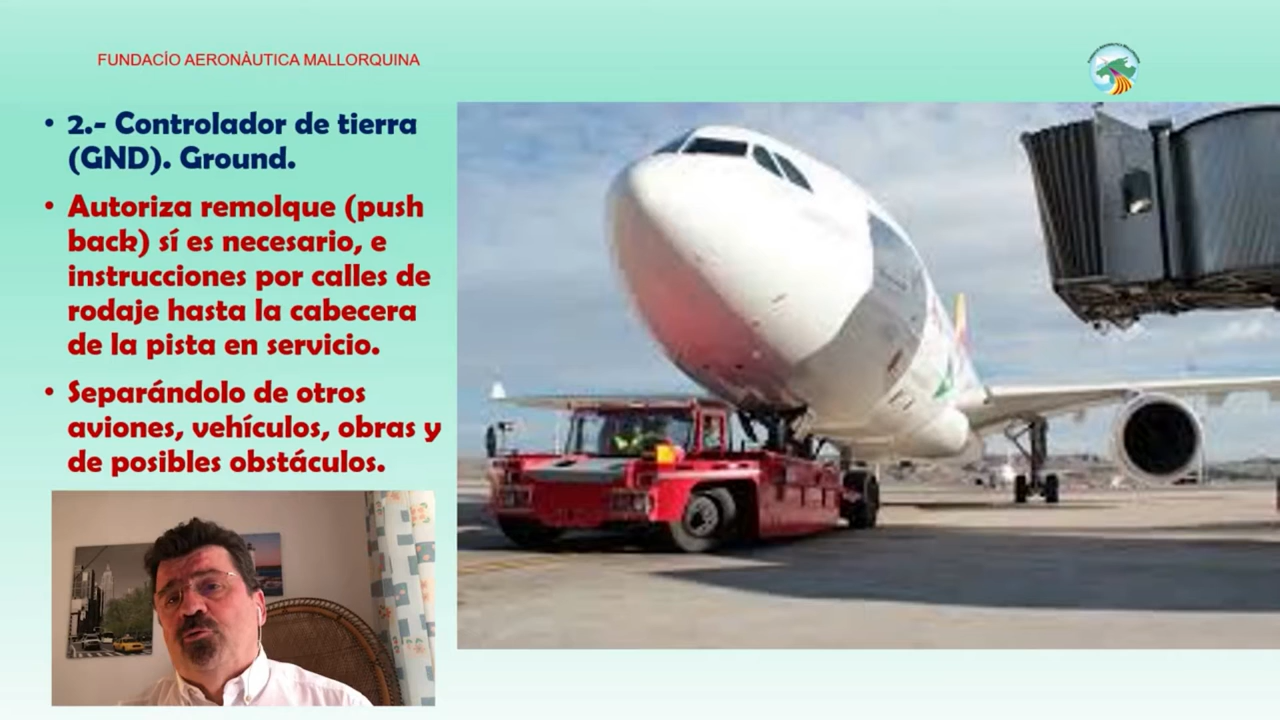 FUNDACÍO AERONÀUTICA MALLORQUINA
• 2.- Controlador de tierra
(GND). Ground.
• Autoriza remolque (push
back) sí es necesario, e
instrucciones por calles de
rodaje hasta la cabecera
de la pista en servicio.
• Separándolo de otros
aviones, vehículos, obras y
de posibles obstáculos.